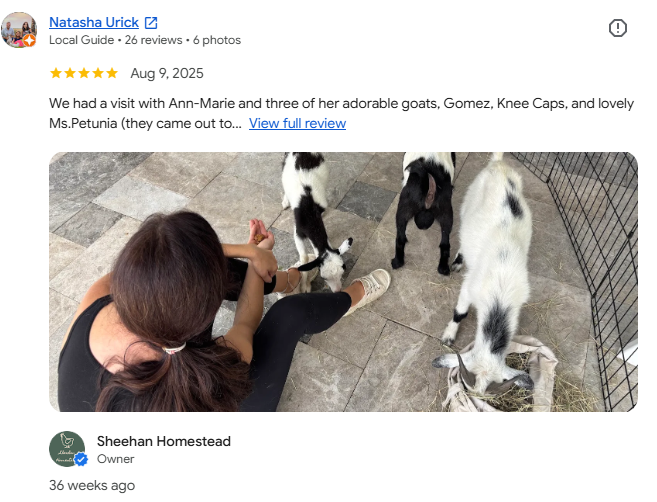 Natasha Urick
Local Guide • 26 reviews • 6 photos
Aug 9, 2025
We had a visit with Ann-Marie and three of her adorable goats, Gomez, Knee Caps, and lovely
Ms.Petunia (they came out to... View full review
Sheehan Homestead
Owner
36 weeks ago